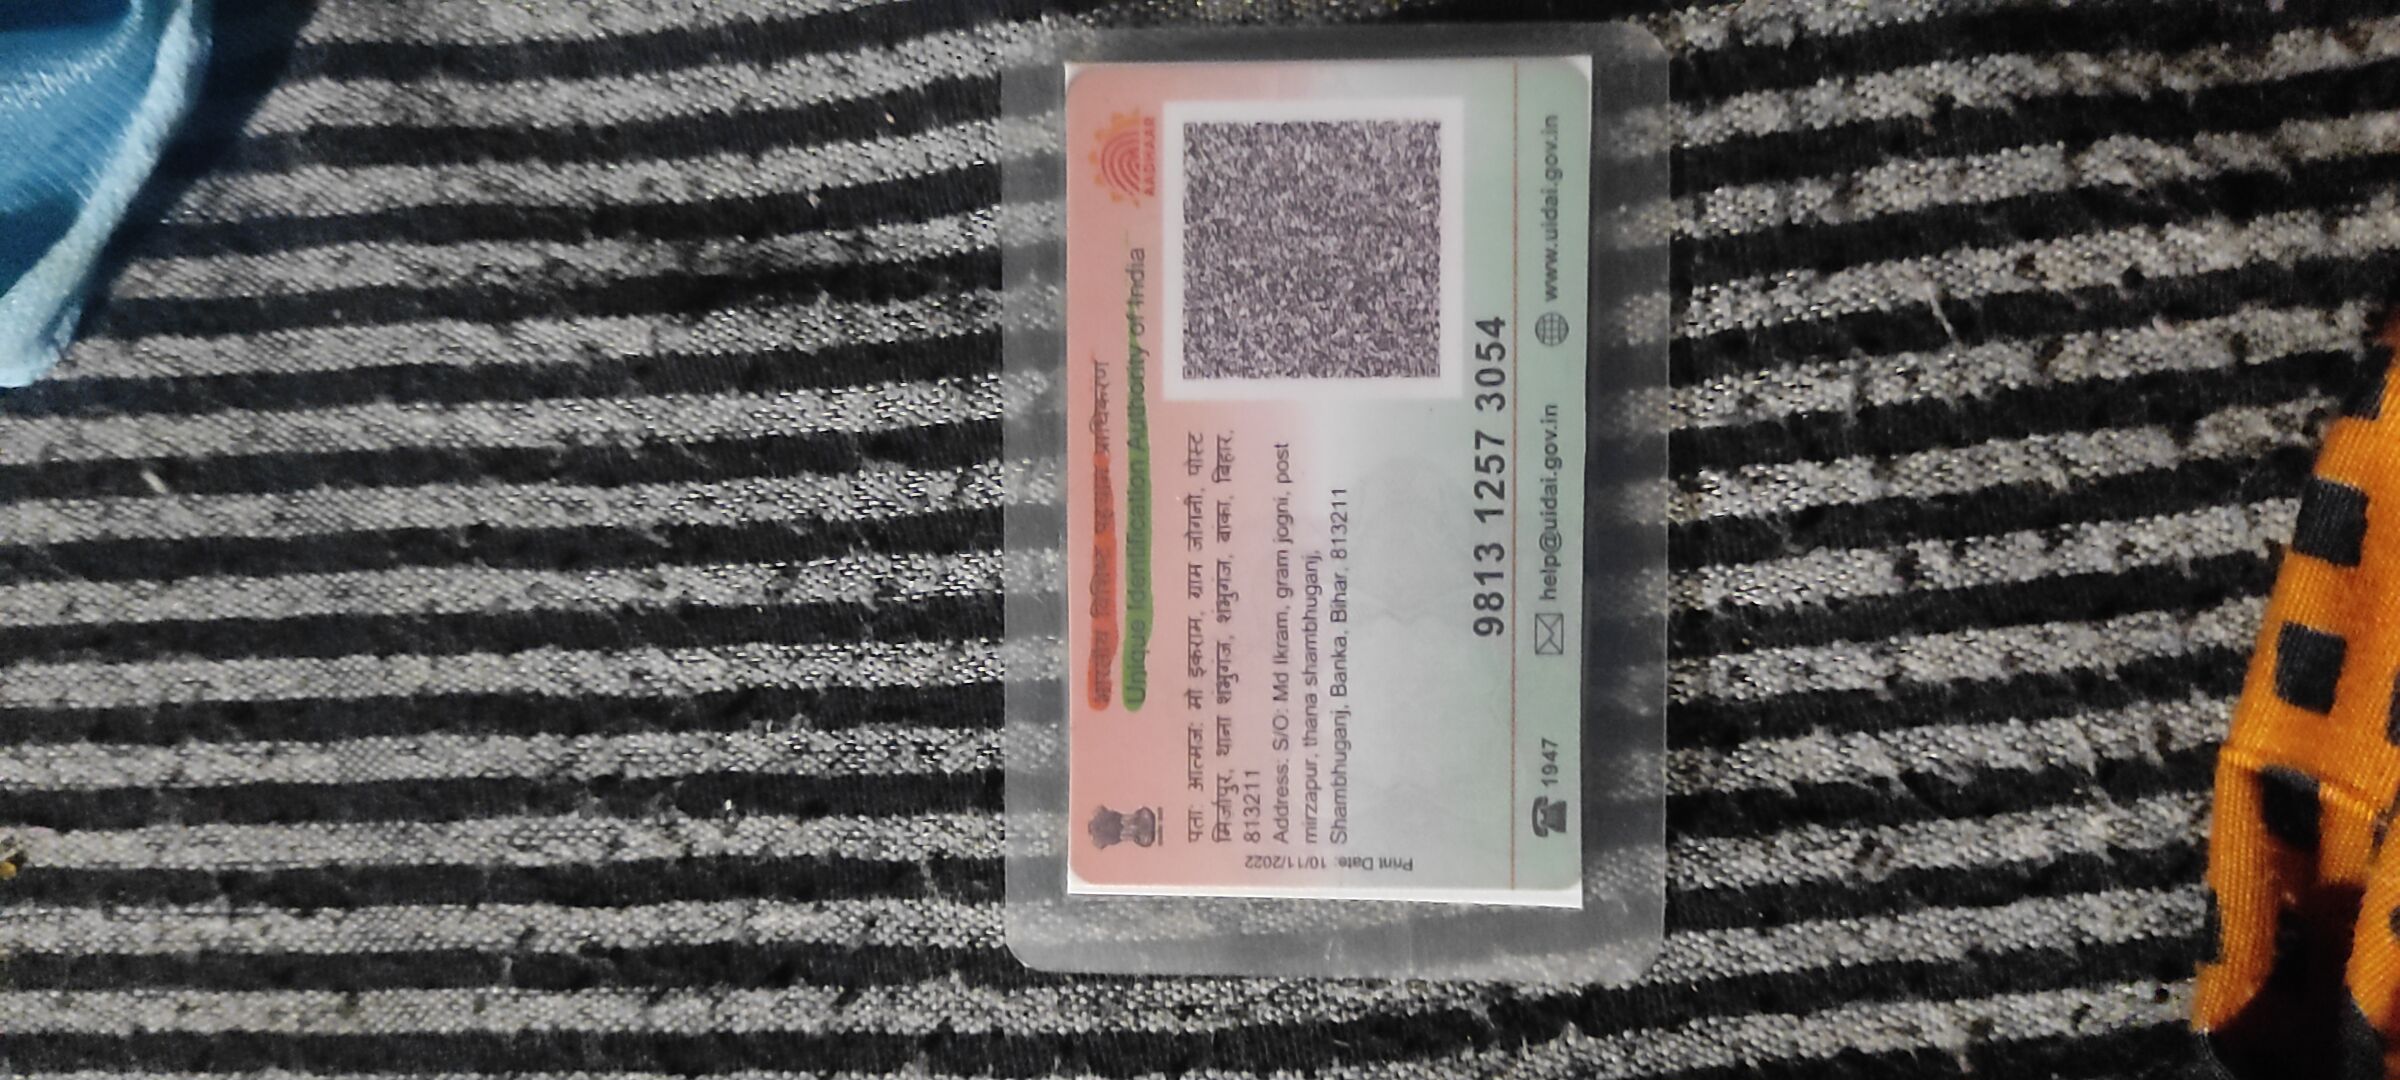 भारतीय विशिष्ट पहचान प्राधिकरण
Unique Identification Authority of India
AADHAAR
पता: आत्मज: मो इकराम, ग्राम जोगनी, पोस्ट
मिर्जापुर, थाना शंभुगंज, शंभुगंज, बांका, बिहार,
813211
Address: S/O: Md Ikram, gram jogni, post
mirzapur, thana shambhuganj,
Shambhuganj, Banka, Bihar, 813211
Print Date: 10/11/2022
9813 1257 3054
1947
help@uidai.gov.in
www.uidai.gov.in